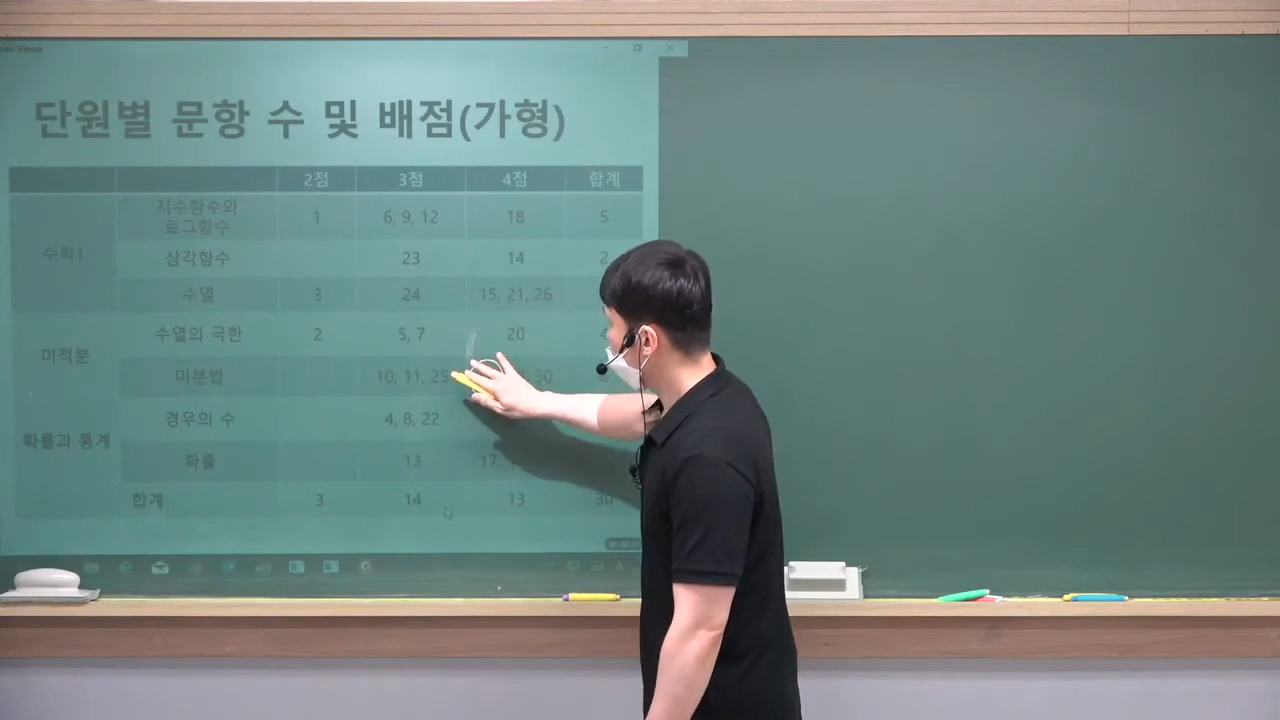 단원별 문항 수 및 배점(가형)
2점 3점 4점 합계
수학1 지수함수와 로그함수 1 6, 9, 12 18 5
삼각함수 23 14 2
수열 3 24 15, 21, 26
미적분 수열의 극한 2 5, 7 20
미분법 10, 11, 25 30
확률과 통계 경우의 수 4, 8, 22
확률 13 17
합계 3 14 13 30